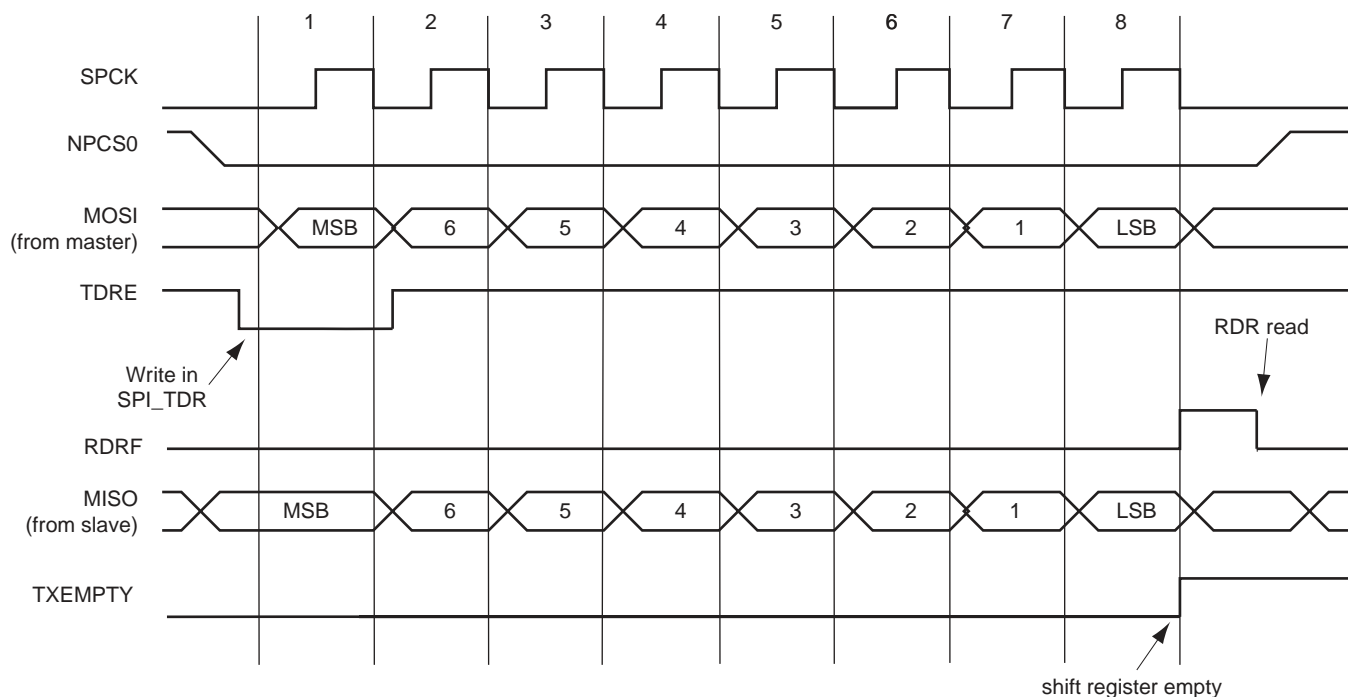 1 2 3 4 5 6 7 8
SPCK
NPCS0
MOSI
(from master)
MSB 6 5 4 3 2 1 LSB
TDRE
RDR read
Write in
SPI_TDR
RDRF
MISO
(from slave)
MSB 6 5 4 3 2 1 LSB
TXEMPTY
shift register empty